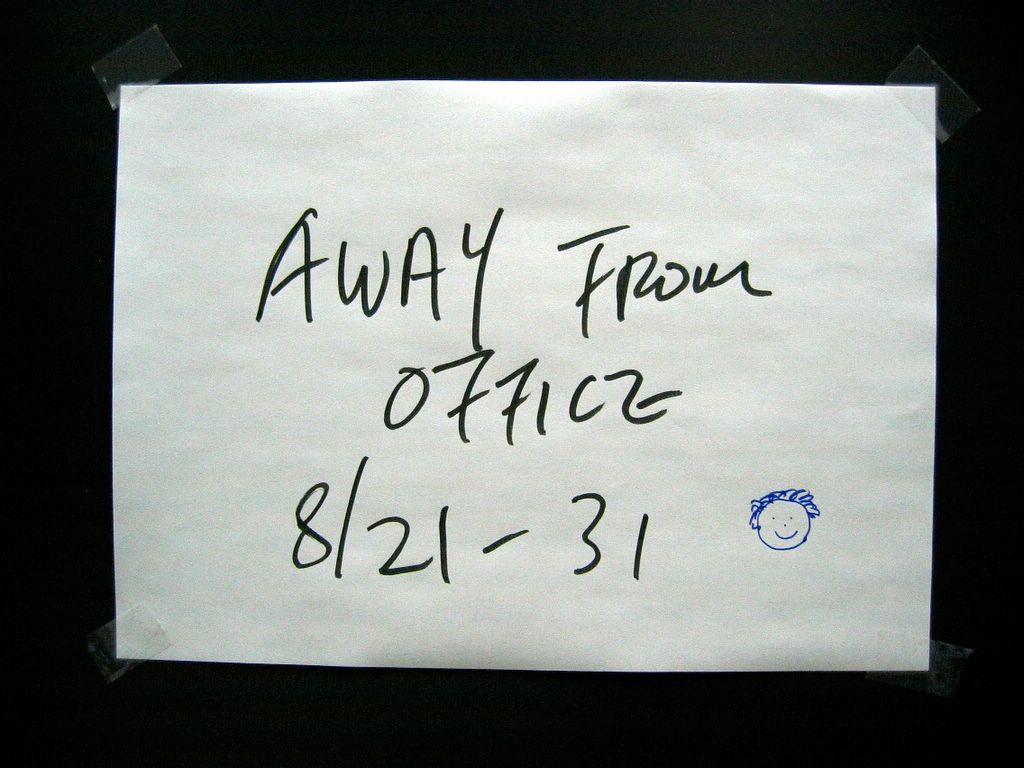 AWAY FROM
OFFICE
8/21 - 31